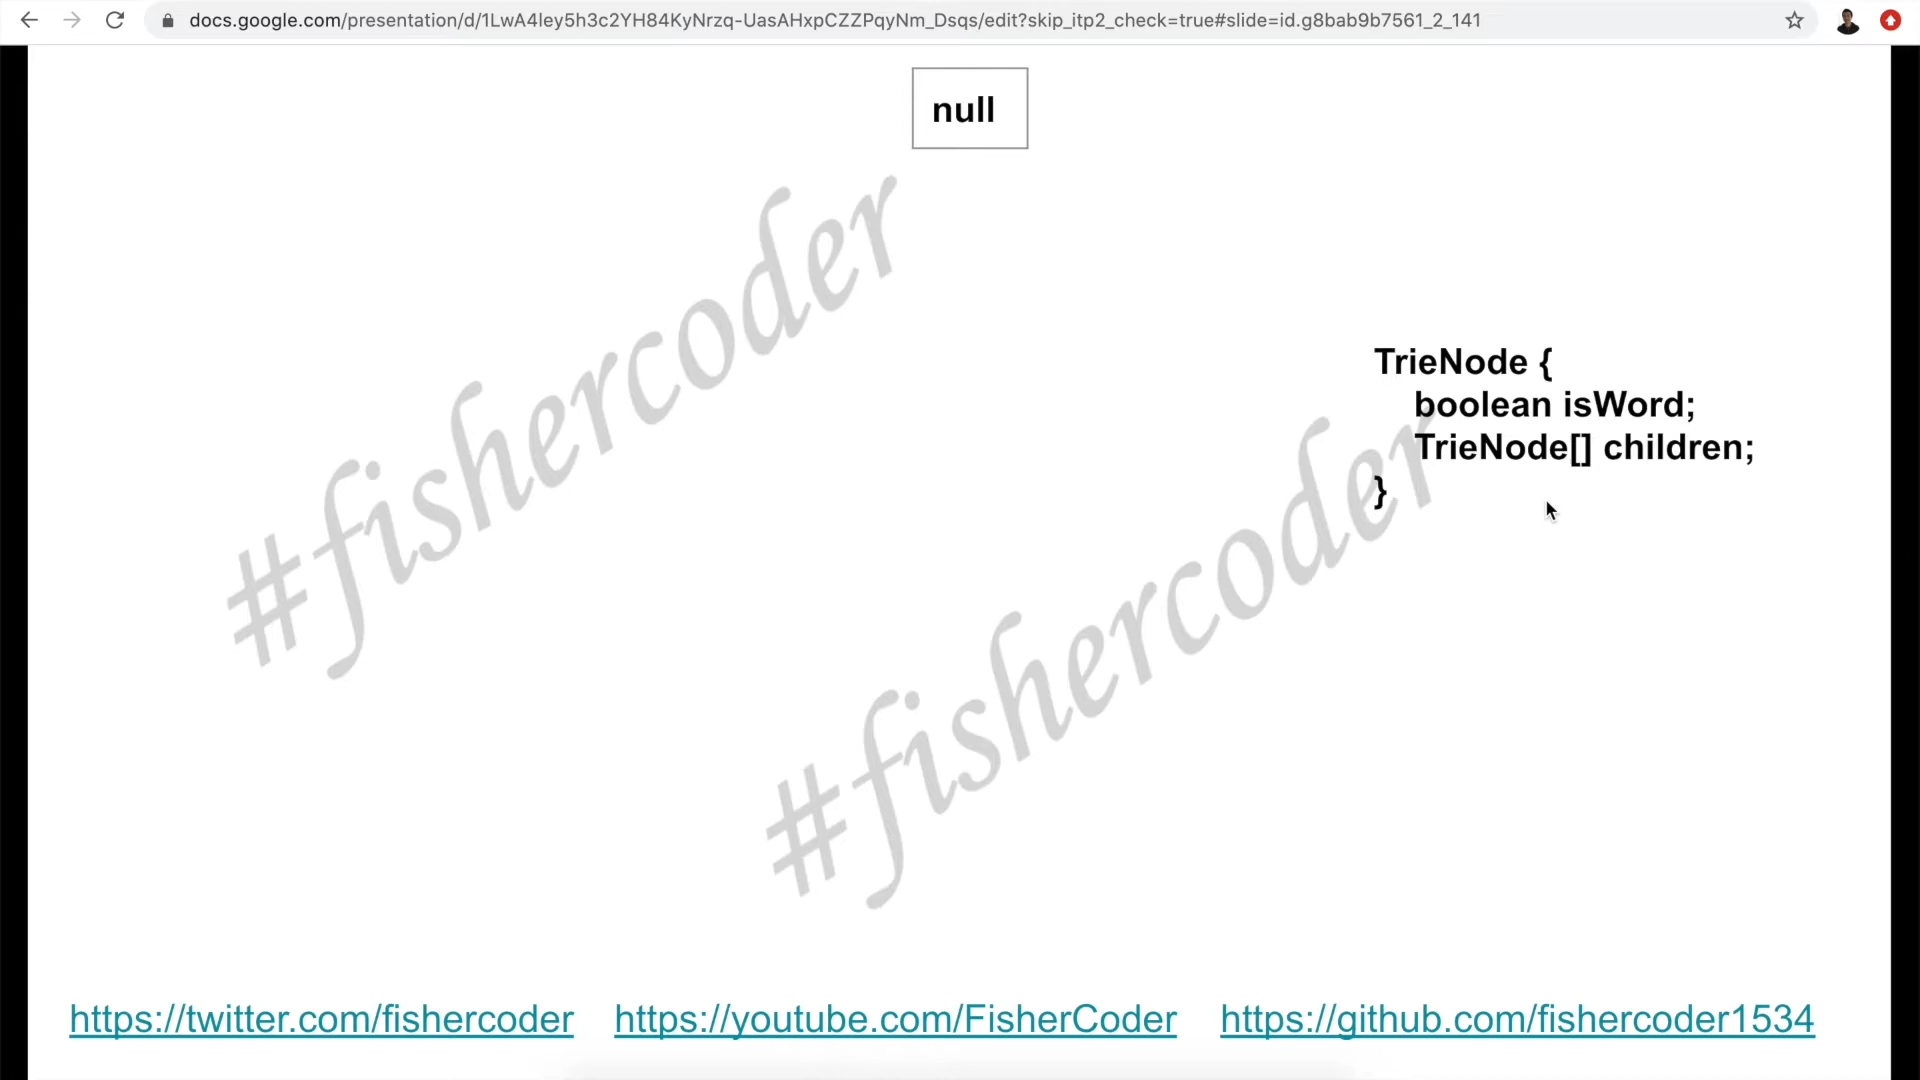 docs.google.com/presentation/d/1LwA4ley5h3c2YH84KyNrzq-UasAHxpCZZPqyNm_Dsqs/edit?skip_itp2_check=true#slide=id.g8bab9b7561_2_141
null
#fishercoder
TrieNode {
boolean isWord;
TrieNode[] children;
}
#fishercoder
https://twitter.com/fishercoder https://youtube.com/FisherCoder https://github.com/fishercoder1534